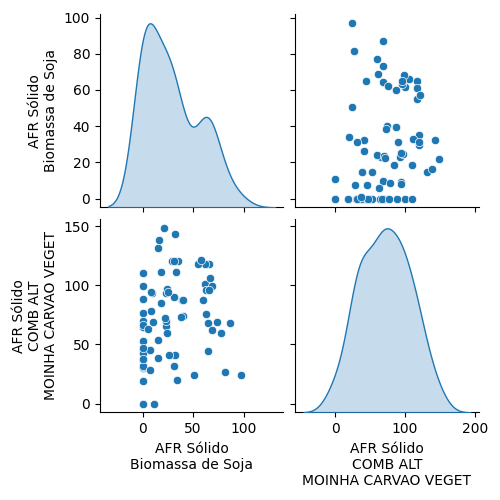 100
80
60
40
20
0
AFR Sólido
Biomassa de Soja
150
100
50
0
AFR Sólido
COMB ALT
MOINHA CARVAO VEGET
0
50
100
AFR Sólido
Biomassa de Soja
0
100
200
AFR Sólido
COMB ALT
MOINHA CARVAO VEGET